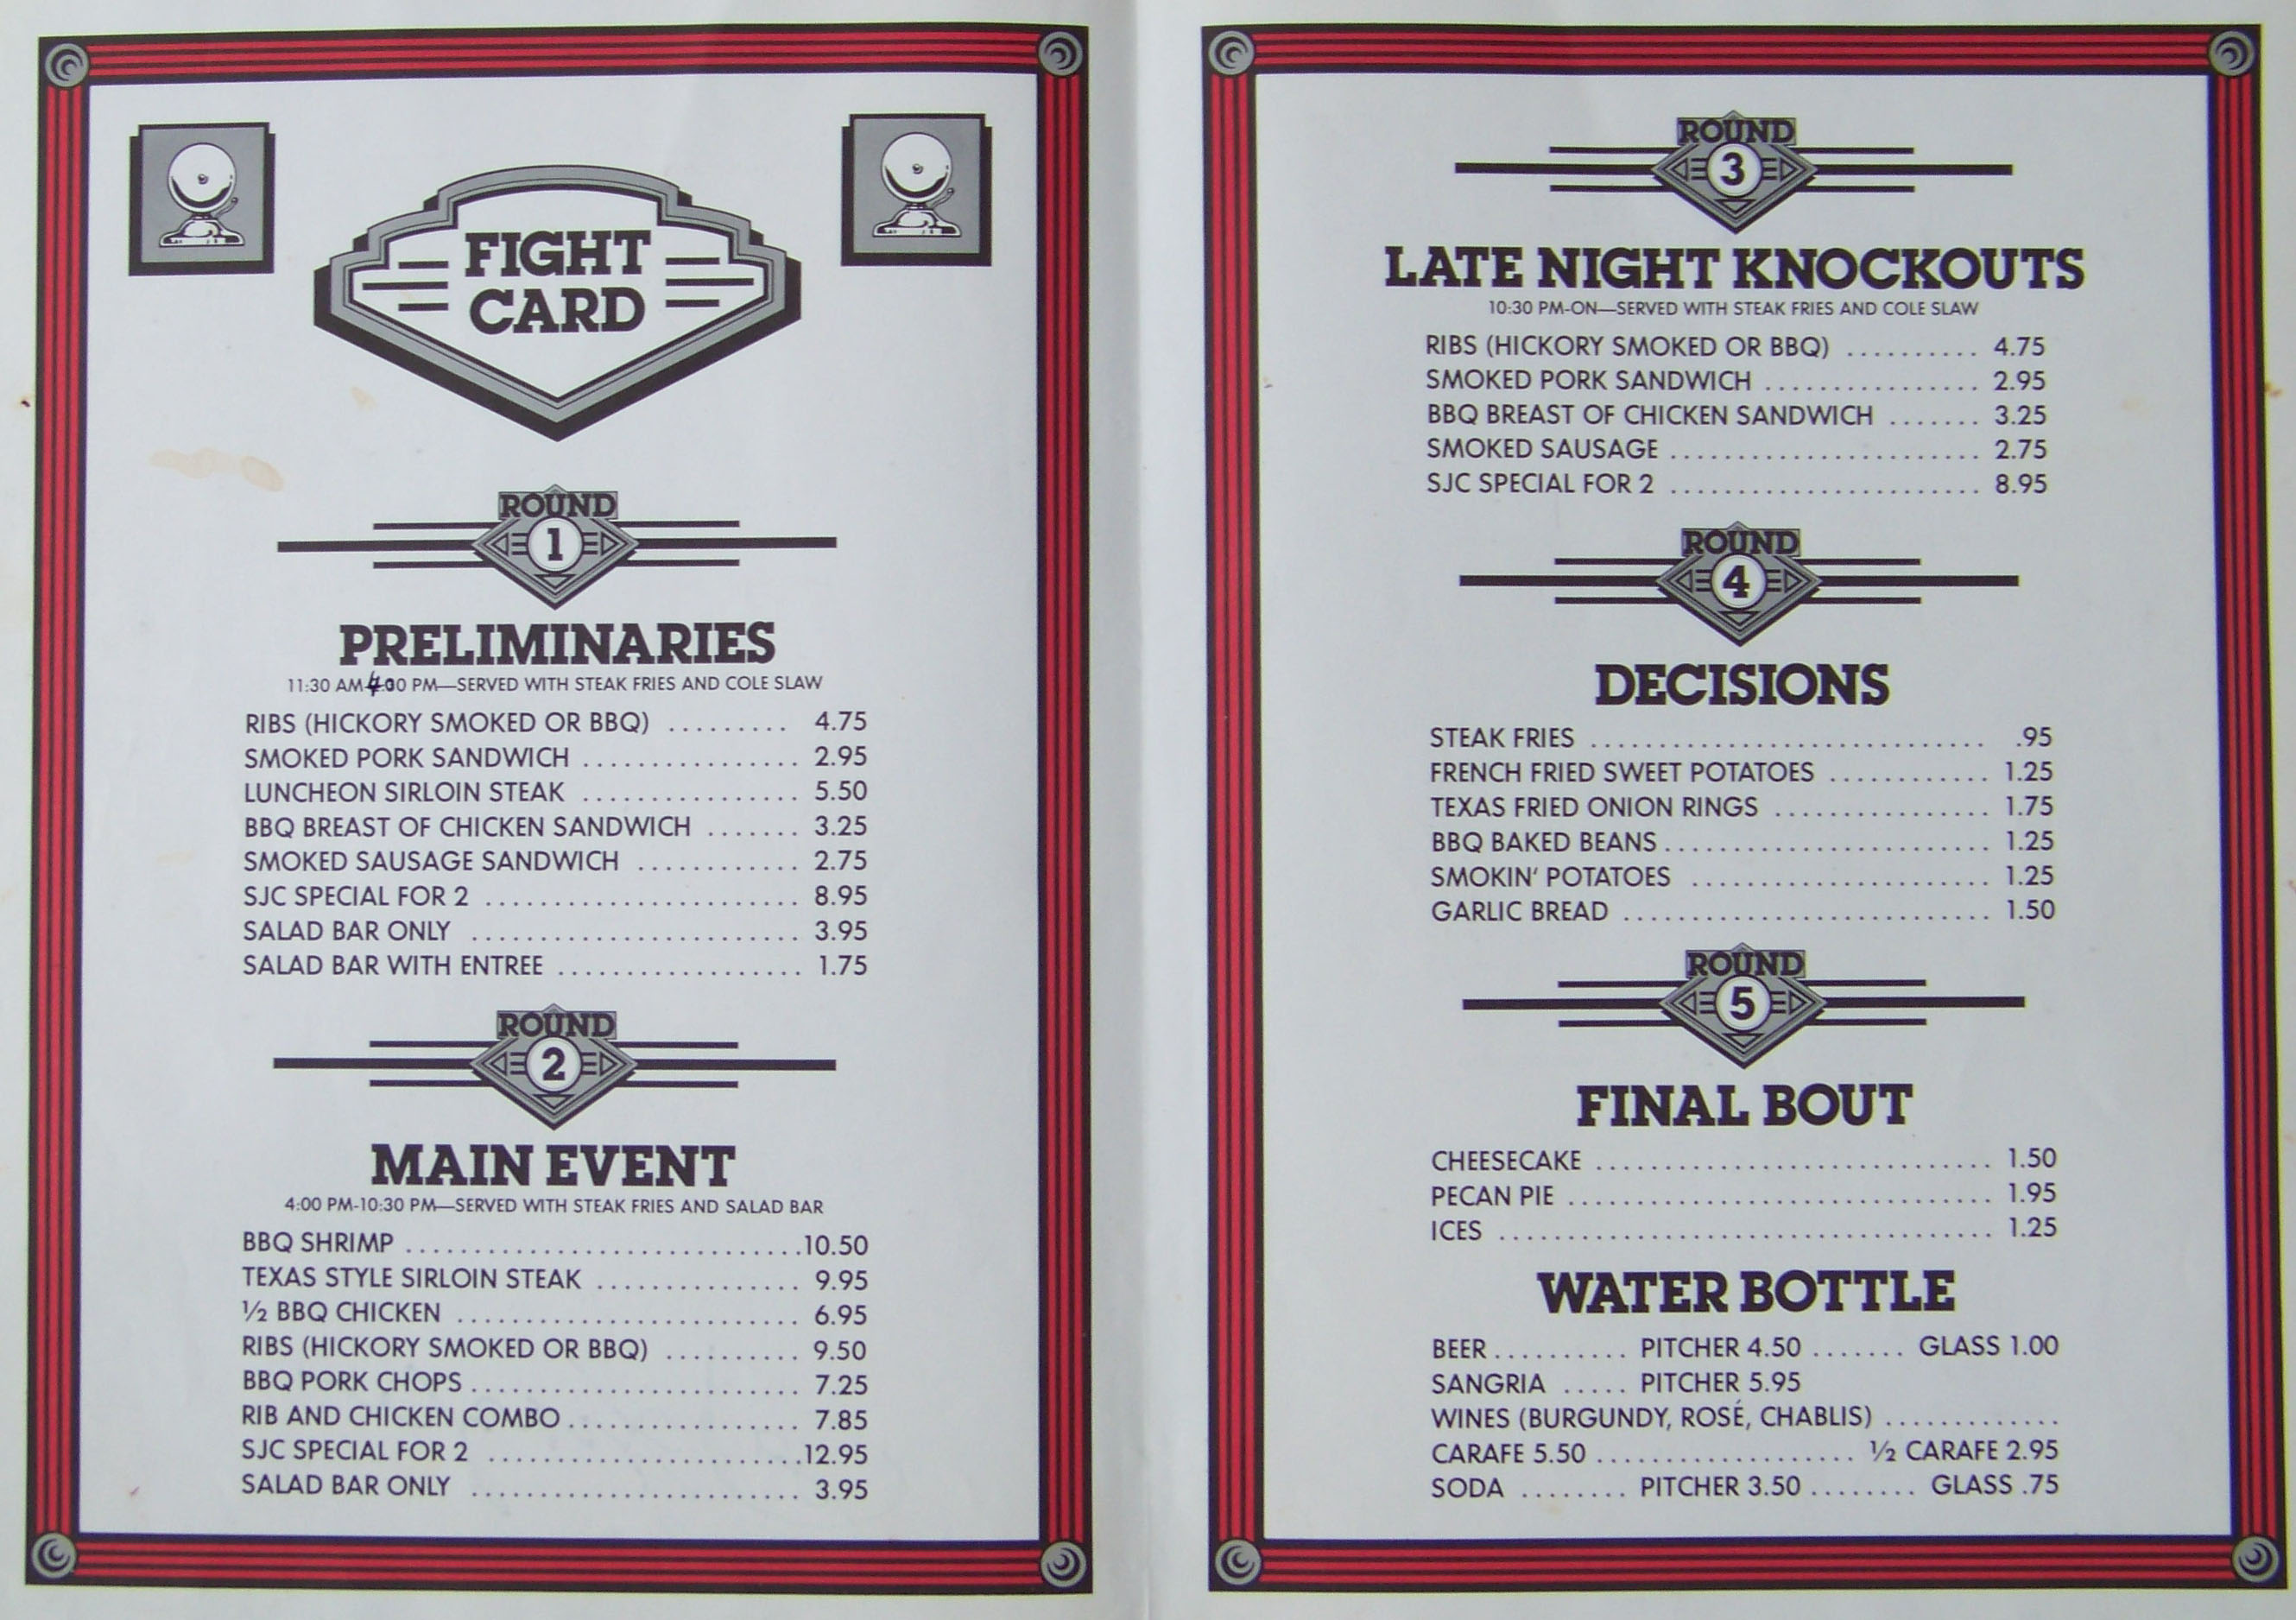 FIGHT
CARD
ROUND
1
PRELIMINARIES
11:30 AM-4:00 PM—SERVED WITH STEAK FRIES AND COLE SLAW
RIBS (HICKORY SMOKED OR BBQ) ......... 4.75
SMOKED PORK SANDWICH ................ 2.95
LUNCHEON SIRLOIN STEAK ................ 5.50
BBQ BREAST OF CHICKEN SANDWICH ....... 3.25
SMOKED SAUSAGE SANDWICH ............ 2.75
SJC SPECIAL FOR 2 ....................... 8.95
SALAD BAR ONLY ........................ 3.95
SALAD BAR WITH ENTREE .................. 1.75
ROUND
2
MAIN EVENT
4:00 PM-10:30 PM—SERVED WITH STEAK FRIES AND SALAD BAR
BBQ SHRIMP .............................10.50
TEXAS STYLE SIRLOIN STEAK ............... 9.95
½ BBQ CHICKEN ......................... 6.95
RIBS (HICKORY SMOKED OR BBQ) .......... 9.50
BBQ PORK CHOPS ........................ 7.25
RIB AND CHICKEN COMBO ................. 7.85
SJC SPECIAL FOR 2 .......................12.95
SALAD BAR ONLY ........................ 3.95
ROUND
3
LATE NIGHT KNOCKOUTS
10:30 PM-ON—SERVED WITH STEAK FRIES AND COLE SLAW
RIBS (HICKORY SMOKED OR BBQ) .......... 4.75
SMOKED PORK SANDWICH ................ 2.95
BBQ BREAST OF CHICKEN SANDWICH ....... 3.25
SMOKED SAUSAGE ....................... 2.75
SJC SPECIAL FOR 2 ....................... 8.95
ROUND
4
DECISIONS
STEAK FRIES ............................. .95
FRENCH FRIED SWEET POTATOES ............ 1.25
TEXAS FRIED ONION RINGS ................ 1.75
BBQ BAKED BEANS ........................ 1.25
SMOKIN' POTATOES ...................... 1.25
GARLIC BREAD ........................... 1.50
ROUND
5
FINAL BOUT
CHEESECAKE ............................. 1.50
PECAN PIE ............................... 1.95
ICES .................................... 1.25
WATER BOTTLE
BEER .......... PITCHER 4.50 ....... GLASS 1.00
SANGRIA ..... PITCHER 5.95
WINES (BURGUNDY, ROSÉ, CHABLIS) .............
CARAFE 5.50 ................... ½ CARAFE 2.95
SODA ........ PITCHER 3.50 ........ GLASS .75